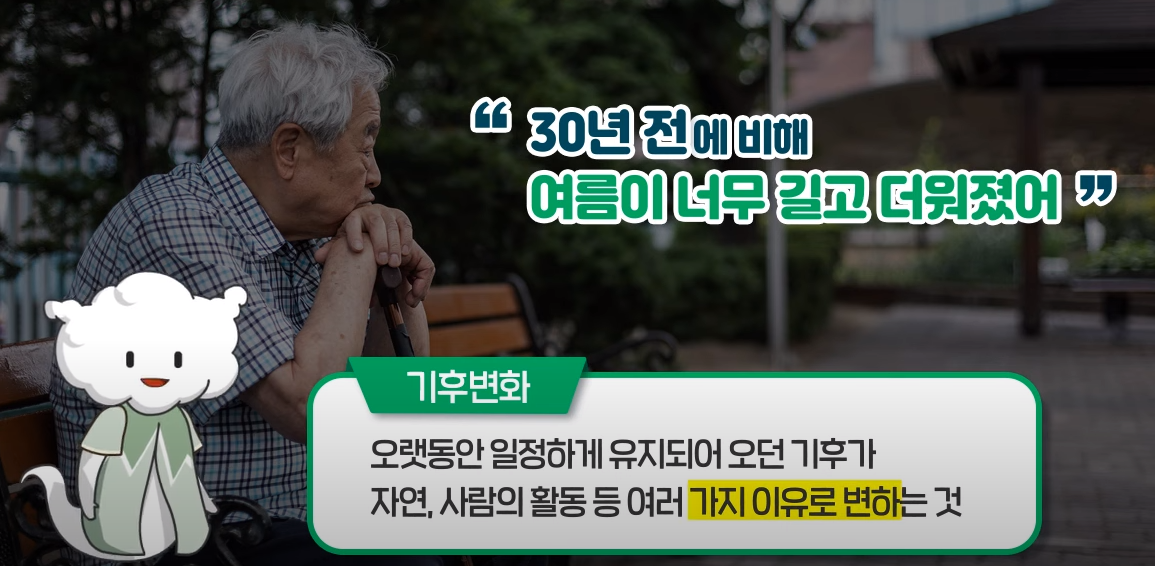 “ 30년 전에 비해
여름이 너무 길고 더워졌어 ”
기후변화
오랫동안 일정하게 유지되어 오던 기후가
자연, 사람의 활동 등 여러 가지 이유로 변하는 것